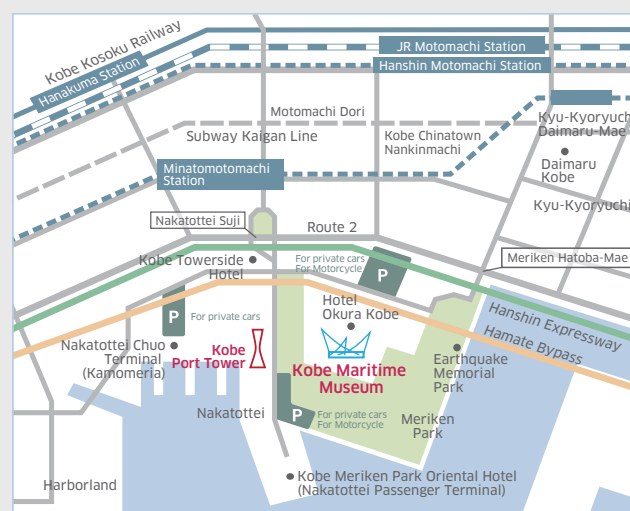 Kobe Kosoku Railway
Hanakuma Station
JR Motomachi Station
Hanshin Motomachi Station
Motomachi Dori
Subway Kaigan Line
Kobe Chinatown
Nankinmachi
Kyu-Kyoryuch
Daimaru-Mae
Daimaru
Kobe
Minatomotomachi
Station
Kyu-Kyoryuchi
Nakatottei Suji
Route 2
Meriken Hatoba-Mae
Kobe Towerside
Hotel
For private cars
For Motorcycle
P
Hotel
Okura Kobe
Hanshin Expressway
Hamate Bypass
P
For private cars
Nakatottei Chuo
Terminal
(Kamomeria)
Kobe
Port Tower
Kobe Maritime
Museum
Earthquake
Memorial
Park
Nakatottei
P
For private cars
For Motorcycle
Meriken
Park
Harborland
Kobe Meriken Park Oriental Hotel
(Nakatottei Passenger Terminal)